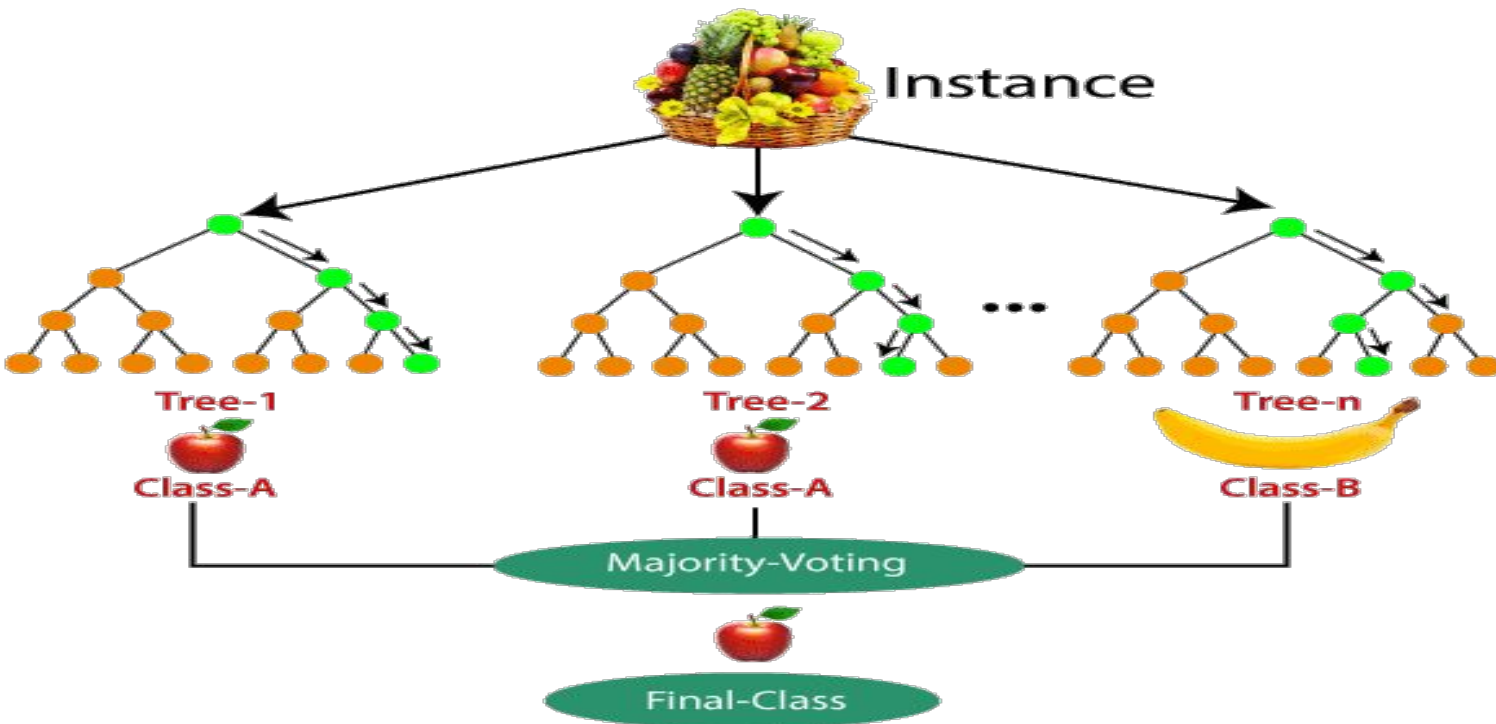 Instance
Tree-1
Tree-2
Tree-n
Class-A
Class-A
Class-B
Majority-Voting
Final-Class